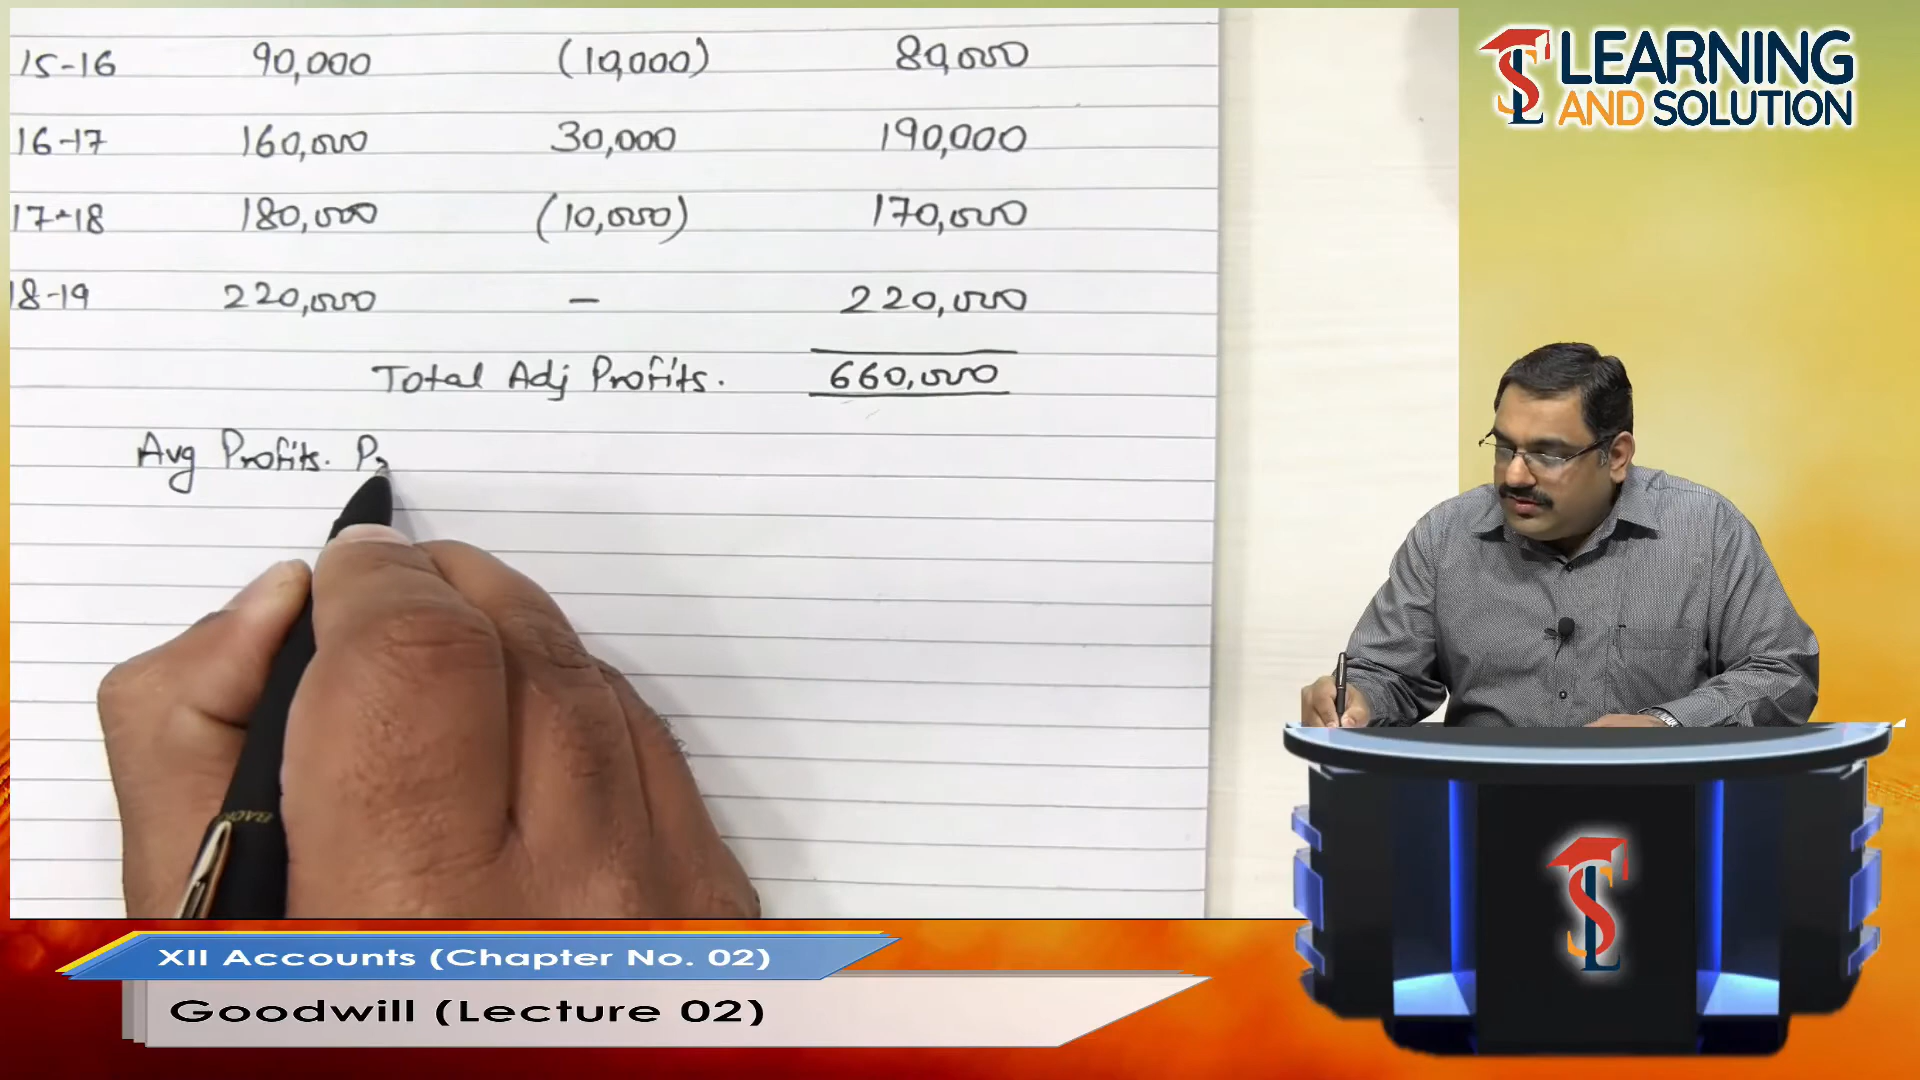 15-16 90,000 (10,000) 80,000
16-17 160,000 30,000 190,000
17-18 180,000 (10,000) 170,000
18-19 220,000 — 220,000
Total Adj Profits. 660,000
Avg Profits.
LEARNING
AND SOLUTION
SL
BAOER
XII Accounts (Chapter No. 02)
Goodwill (Lecture 02)